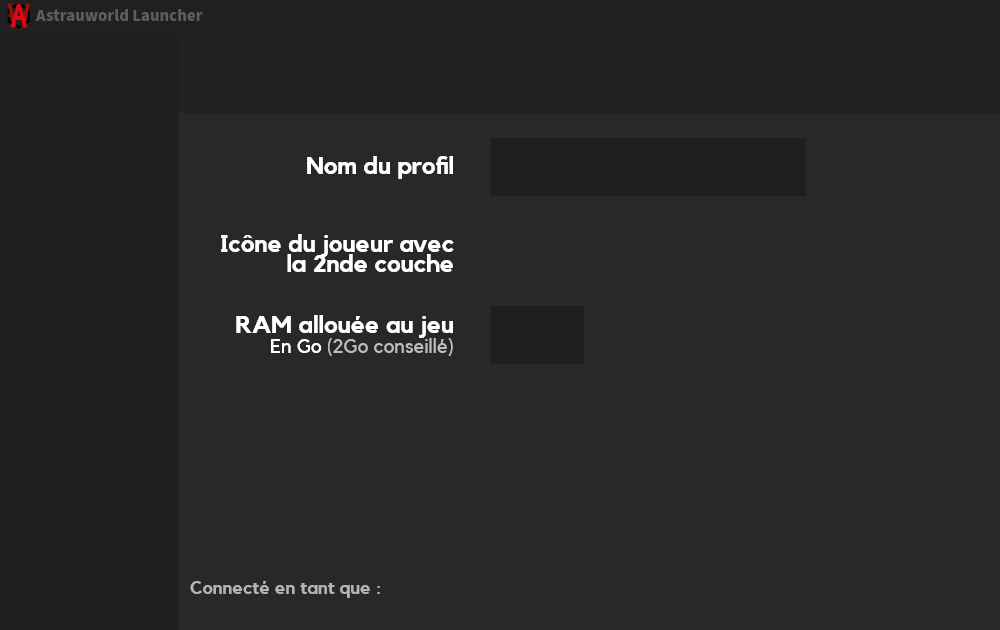 Astrauworld Launcher
Nom du profil
Icône du joueur avec
la 2nde couche
RAM allouée au jeu
En Go (2Go conseillé)
Connecté en tant que :